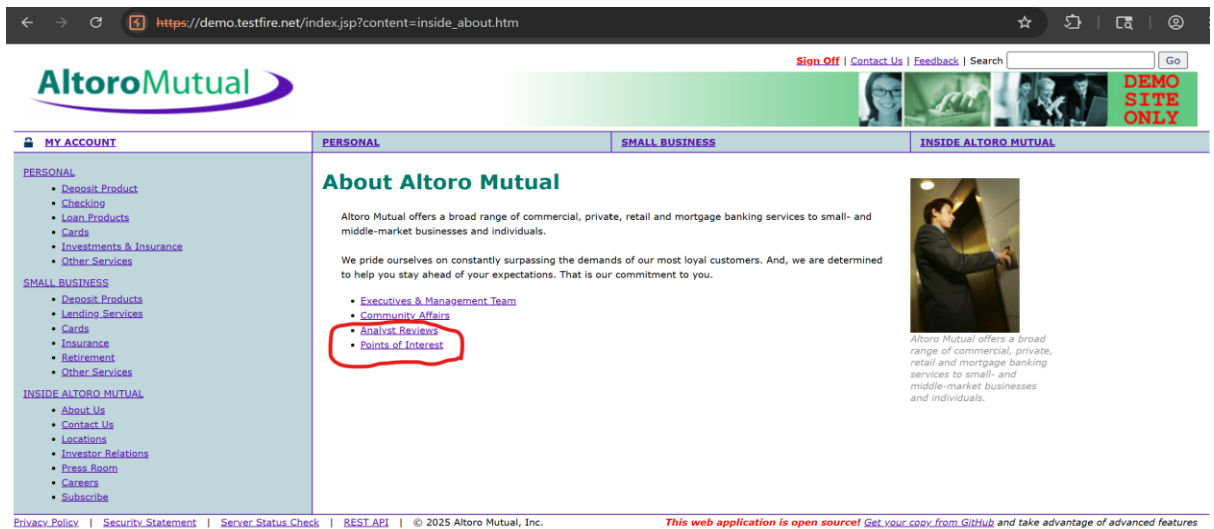 https://demo.testfire.net/index.jsp?content=inside_about.htm
Sign Off | Contact Us | Feedback | Search Go
AltoroMutual
DEMO
SITE
ONLY
MY ACCOUNT PERSONAL SMALL BUSINESS INSIDE ALTORO MUTUAL
PERSONAL
• Deposit Product
• Checking
• Loan Products
• Cards
• Investments & Insurance
• Other Services
SMALL BUSINESS
• Deposit Products
• Lending Services
• Cards
• Insurance
• Retirement
• Other Services
INSIDE ALTORO MUTUAL
• About Us
• Contact Us
• Locations
• Investor Relations
• Press Room
• Careers
• Subscribe
About Altoro Mutual
Altoro Mutual offers a broad range of commercial, private, retail and mortgage banking services to small- and
middle-market businesses and individuals.
We pride ourselves on constantly surpassing the demands of our most loyal customers. And, we are determined
to help you stay ahead of your expectations. That is our commitment to you.
• Executives & Management Team
• Community Affairs
• Analyst Reviews
• Points of Interest
Altoro Mutual offers a broad
range of commercial, private,
retail and mortgage banking
services to small- and
middle-market businesses
and individuals.
Privacy Policy | Security Statement | Server Status Check | REST API | © 2025 Altoro Mutual, Inc. This web application is open source! Get your copy from GitHub and take advantage of advanced features